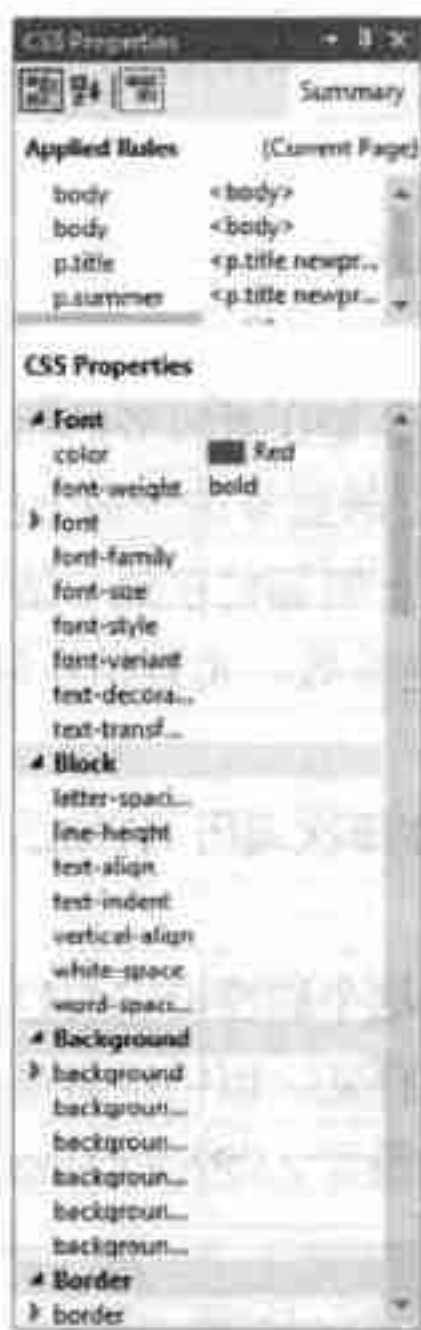 CSS Properties
Summary
Applied Rules (Current Page)
body <body>
body <body>
p.title <p.title newpr...
p.summer <p.title newpr...
CSS Properties
Font
color Red
font-weight bold
font
font-family
font-size
font-style
font-variant
text-decora...
text-transf...
Block
letter-spaci...
line-height
text-align
text-indent
vertical-align
white-space
word-spaci...
Background
background
backgroun...
backgroun...
backgroun...
backgroun...
backgroun...
Border
border